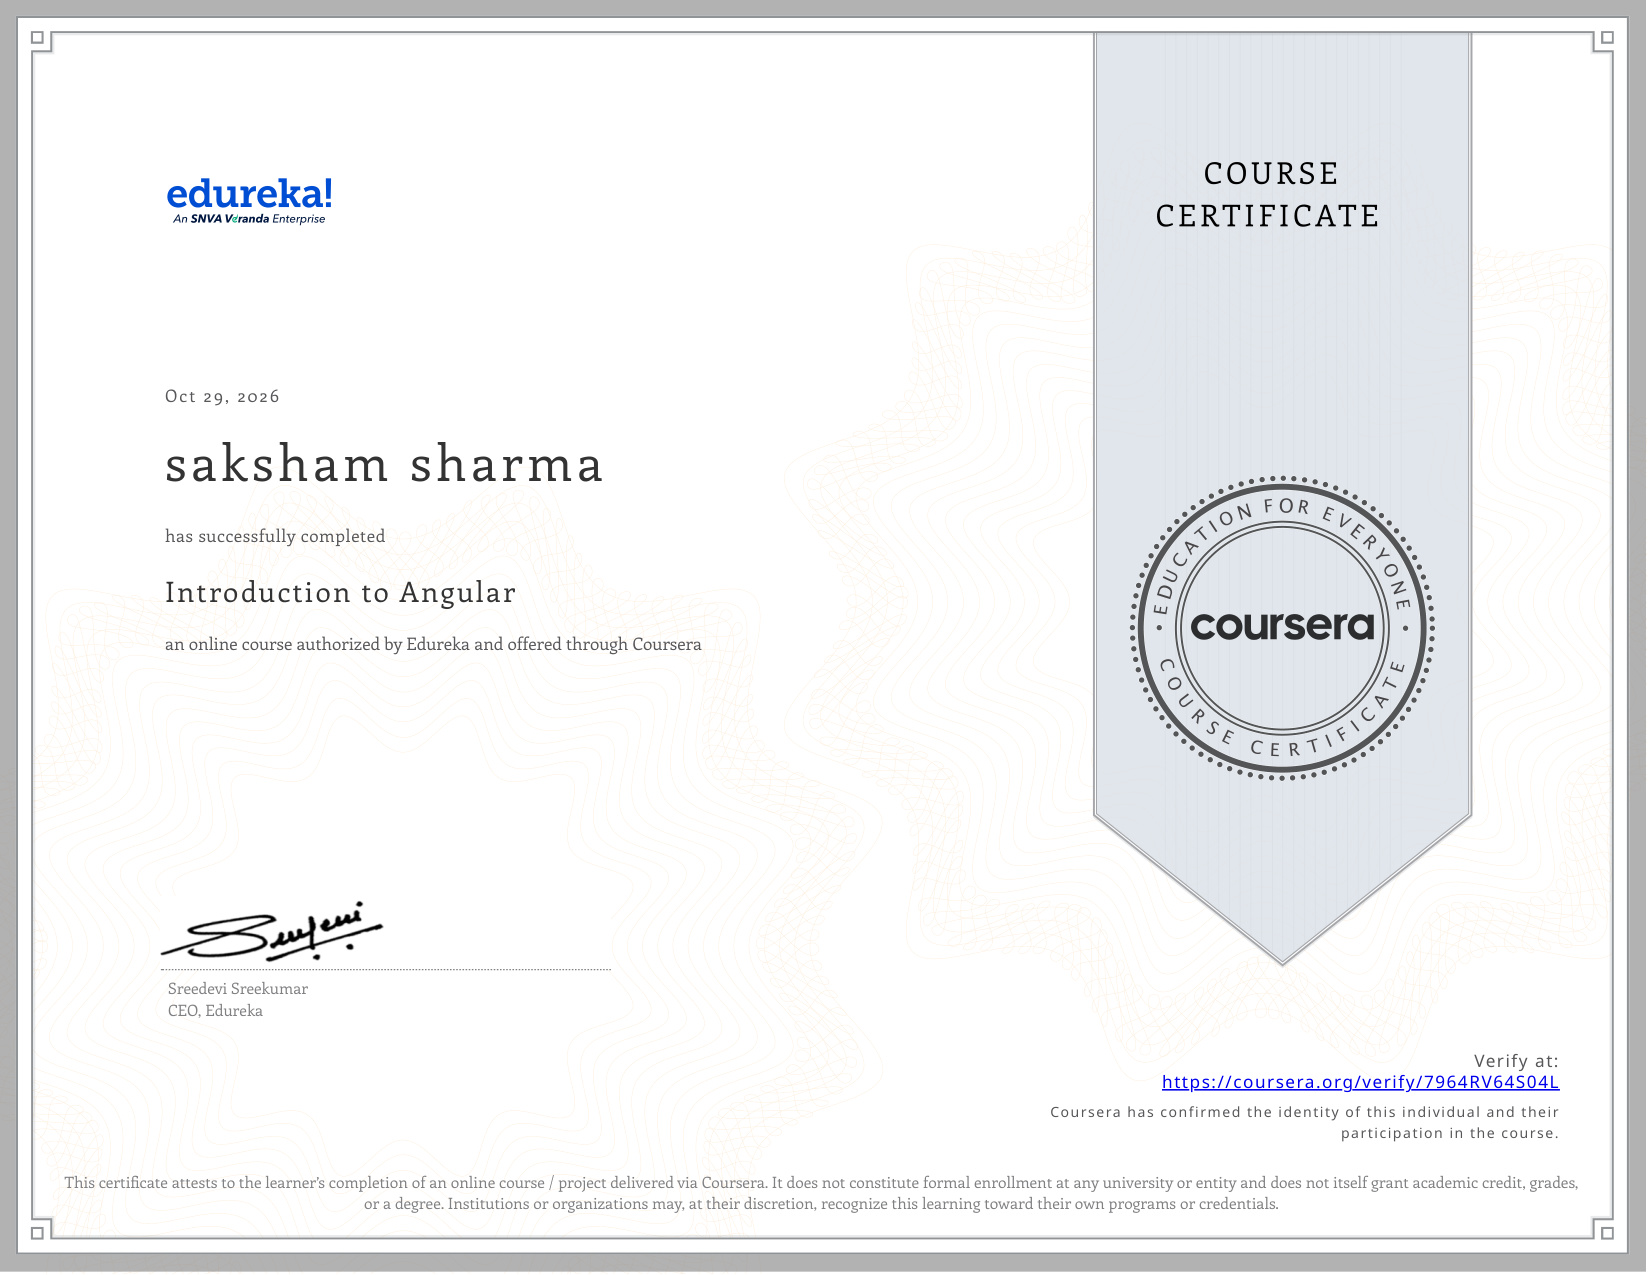 edureka!
An SNVA Veranda Enterprise
COURSE
CERTIFICATE
Oct 29, 2026
saksham sharma
has successfully completed
Introduction to Angular
an online course authorized by Edureka and offered through Coursera
EDUCATION FOR EVERYONE
coursera
COURSE CERTIFICATE
Sreedevi Sreekumar
CEO, Edureka
Verify at:
https://coursera.org/verify/7964RV64S04L
Coursera has confirmed the identity of this individual and their
participation in the course.
This certificate attests to the learner's completion of an online course / project delivered via Coursera. It does not constitute formal enrollment at any university or entity and does not itself grant academic credit, grades,
or a degree. Institutions or organizations may, at their discretion, recognize this learning toward their own programs or credentials.